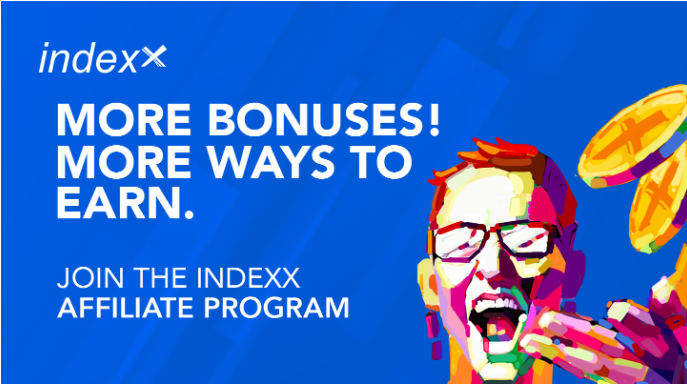 indexx
MORE BONUSES!
MORE WAYS TO
EARN.
JOIN THE INDEXX
AFFILIATE PROGRAM